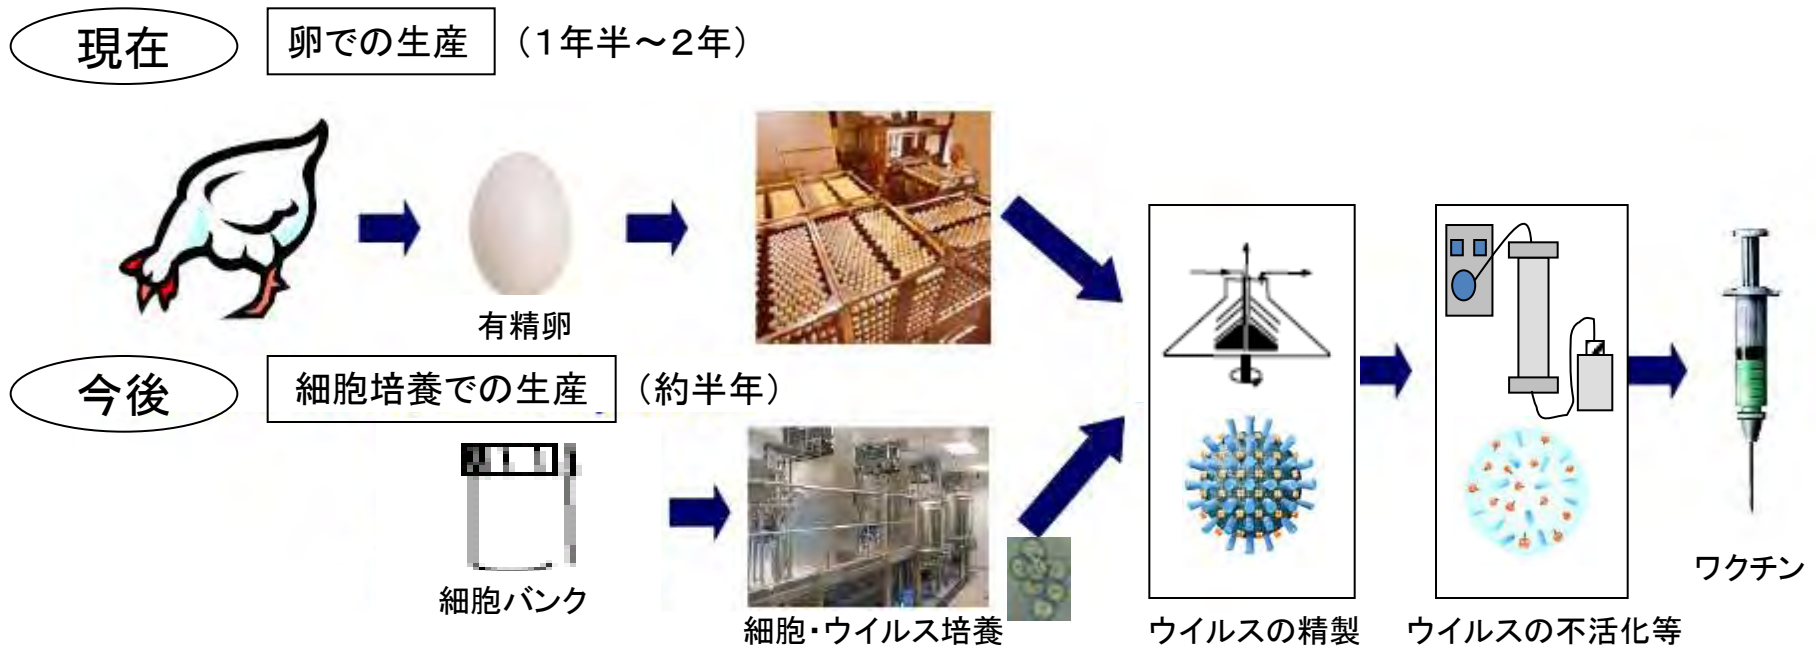 現在 卵での生産 (1年半～2年)
有精卵
今後 細胞培養での生産 (約半年)
細胞バンク
細胞・ウイルス培養
ウイルスの精製
ウイルスの不活化等
ワクチン